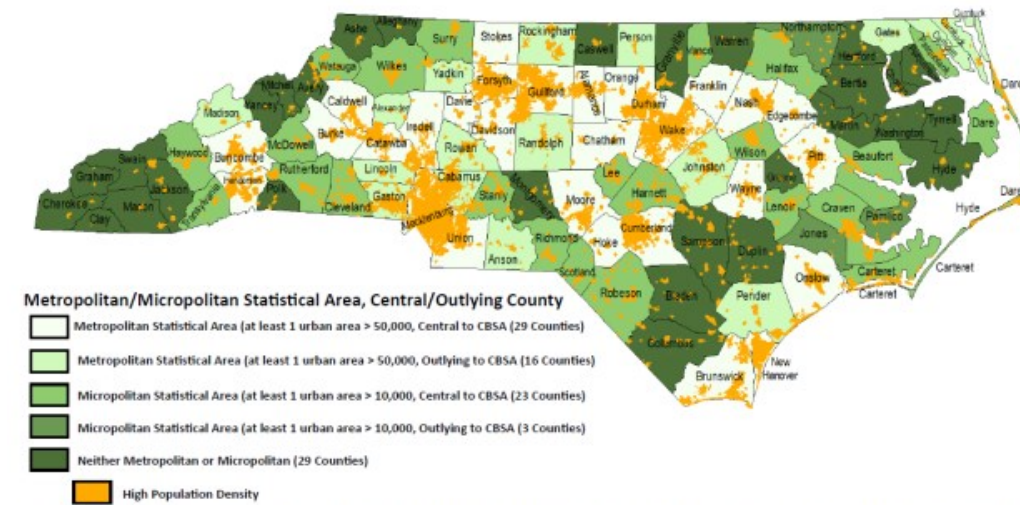 Currituck
Ashe
Alleghany
Surry
Stokes
Rockingham
Caswell
Person
Granville
Vance
Warren
Northampton
Gates
Hertford
Halifax
Bertie
Watauga
Wilkes
Yadkin
Forsyth
Guilford
Orange
Durham
Franklin
Nash
Edgecombe
Martin
Washington
Tyrrell
Dare
Dare
Mitchell
Avery
Yancey
Madison
Caldwell
Alexander
Iredell
Davie
Davidson
Randolph
Chatham
Wake
Wilson
Pitt
Beaufort
Hyde
Burke
McDowell
Catawba
Rowan
Johnston
Buncombe
Haywood
Swain
Graham
Jackson
Rutherford
Lincoln
Cabarrus
Lee
Harnett
Wayne
Lenoir
Craven
Pamlico
Dare
Hyde
Cherokee
Clay
Macon
Polk
Cleveland
Gaston
Mecklenburg
Stanly
Montgomery
Moore
Cumberland
Sampson
Duplin
Jones
Carteret
Carteret
Carteret
Union
Anson
Richmond
Hoke
Scotland
Robeson
Bladen
Pender
Onslow
Columbus
Brunswick
New
Hanover
Metropolitan/Micropolitan Statistical Area, Central/Outlying County
Metropolitan Statistical Area (at least 1 urban area > 50,000, Central to CBSA (29 Counties)
Metropolitan Statistical Area (at least 1 urban area > 50,000, Outlying to CBSA (16 Counties)
Micropolitan Statistical Area (at least 1 urban area > 10,000, Central to CBSA (23 Counties)
Micropolitan Statistical Area (at least 1 urban area > 10,000, Outlying to CBSA (3 Counties)
Neither Metropolitan or Micropolitan (29 Counties)
High Population Density